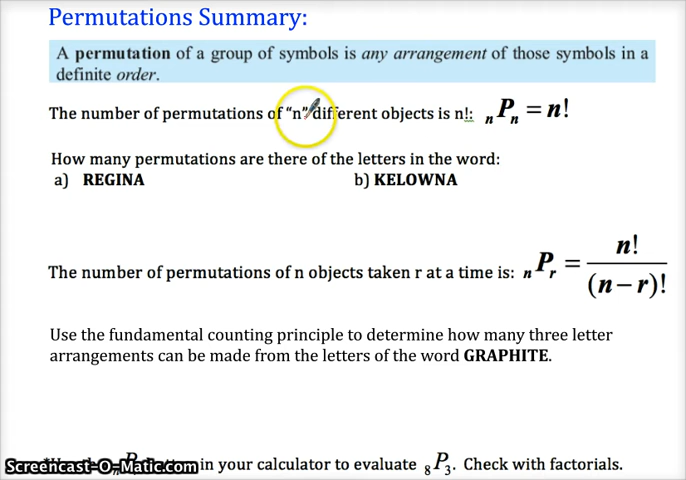 Permutations Summary:
A permutation of a group of symbols is any arrangement of those symbols in a
definite order.
The number of permutations of "n" different objects is n!: nPn = n!
How many permutations are there of the letters in the word:
a) REGINA b) KELOWNA
The number of permutations of n objects taken r at a time is: nPr = n!/(n−r)!
Use the fundamental counting principle to determine how many three letter
arrangements can be made from the letters of the word GRAPHITE.
in your calculator to evaluate 8P3. Check with factorials.
Screencast-O-Matic.com